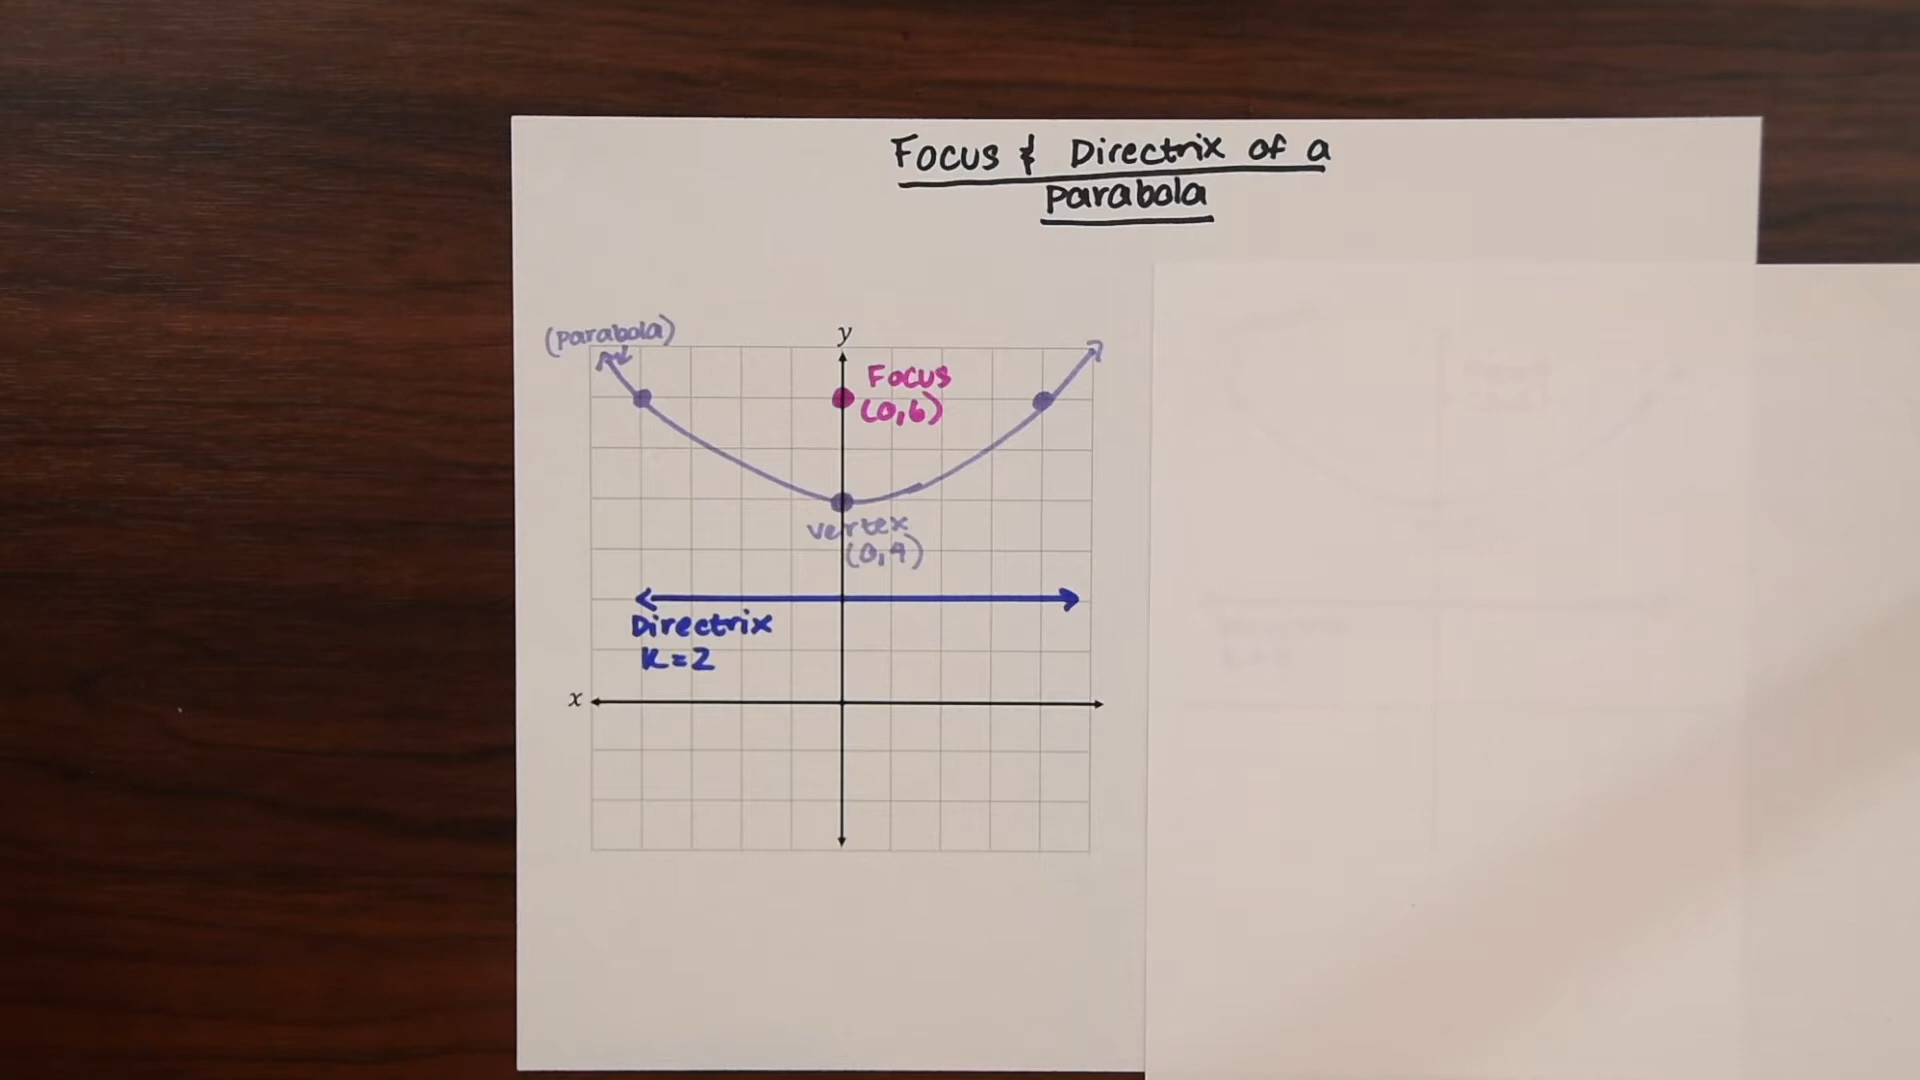 Focus & Directrix of a
parabola
(parabola)
y
Focus
(0,6)
vertex
(0,4)
Directrix
K=2
x